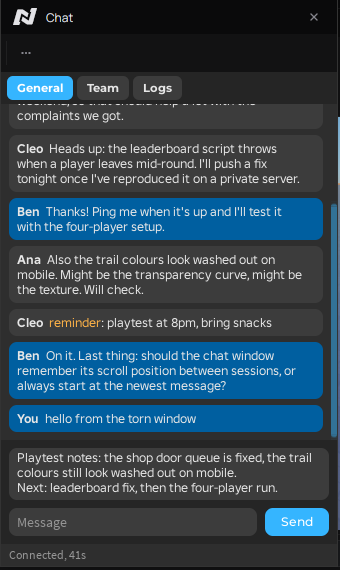 Chat
...
General Team Logs
complaints we got.
Cleo Heads up: the leaderboard script throws
when a player leaves mid-round. I'll push a fix
tonight once I've reproduced it on a private server.
Ben Thanks! Ping me when it's up and I'll test it
with the four-player setup.
Ana Also the trail colours look washed out on
mobile. Might be the transparency curve, might be
the texture. Will check.
Cleo reminder: playtest at 8pm, bring snacks
Ben On it. Last thing: should the chat window
remember its scroll position between sessions, or
always start at the newest message?
You hello from the torn window
Playtest notes: the shop door queue is fixed, the trail
colours still look washed out on mobile.
Next: leaderboard fix, then the four-player run.
Message Send
Connected, 41s